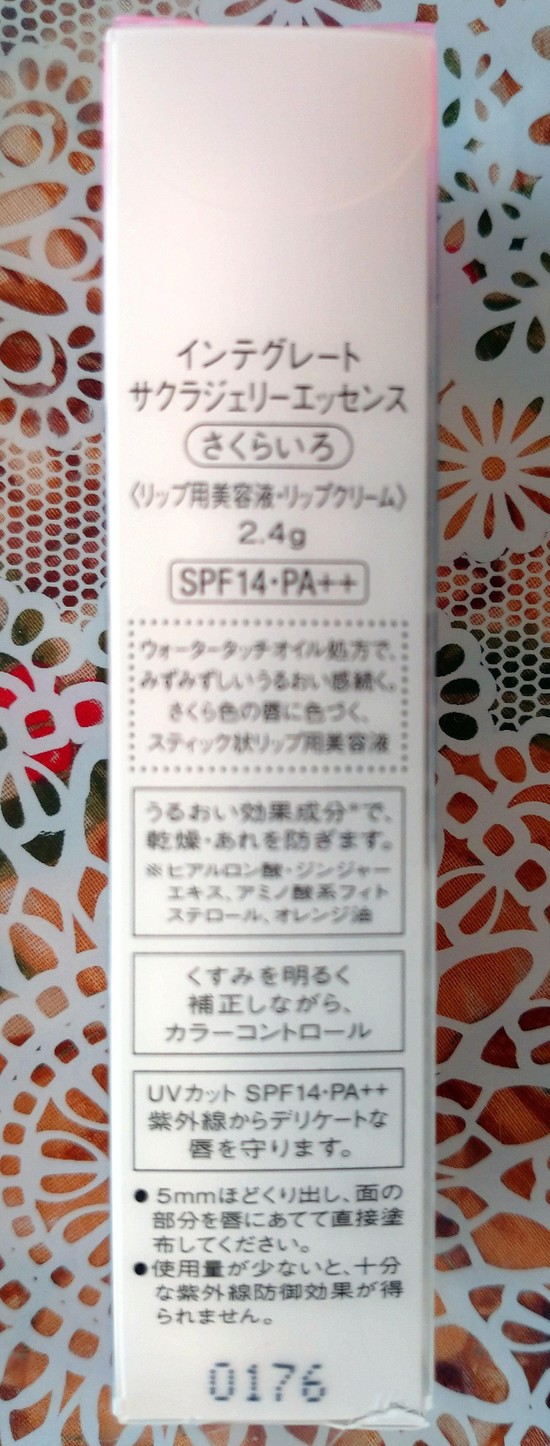 インテグレート
サクラジェリーエッセンス
さくらいろ
〈リップ用美容液・リップクリーム〉
2.4g
SPF14・PA++
ウォータータッチオイル処方で、
みずみずしいうるおい感続く。
さくら色の唇に色づく、
スティック状リップ用美容液
うるおい効果成分※で、
乾燥・あれを防ぎます。
※ヒアルロン酸・ジンジャー
エキス、アミノ酸系フィト
ステロール、オレンジ油
くすみを明るく
補正しながら、
カラーコントロール
UVカット SPF14・PA++
紫外線からデリケートな
唇を守ります。
●5mmほどくり出し、面の
部分を唇にあてて直接塗
布してください。
●使用量が少ないと、十分
な紫外線防御効果が得
られません。
0176